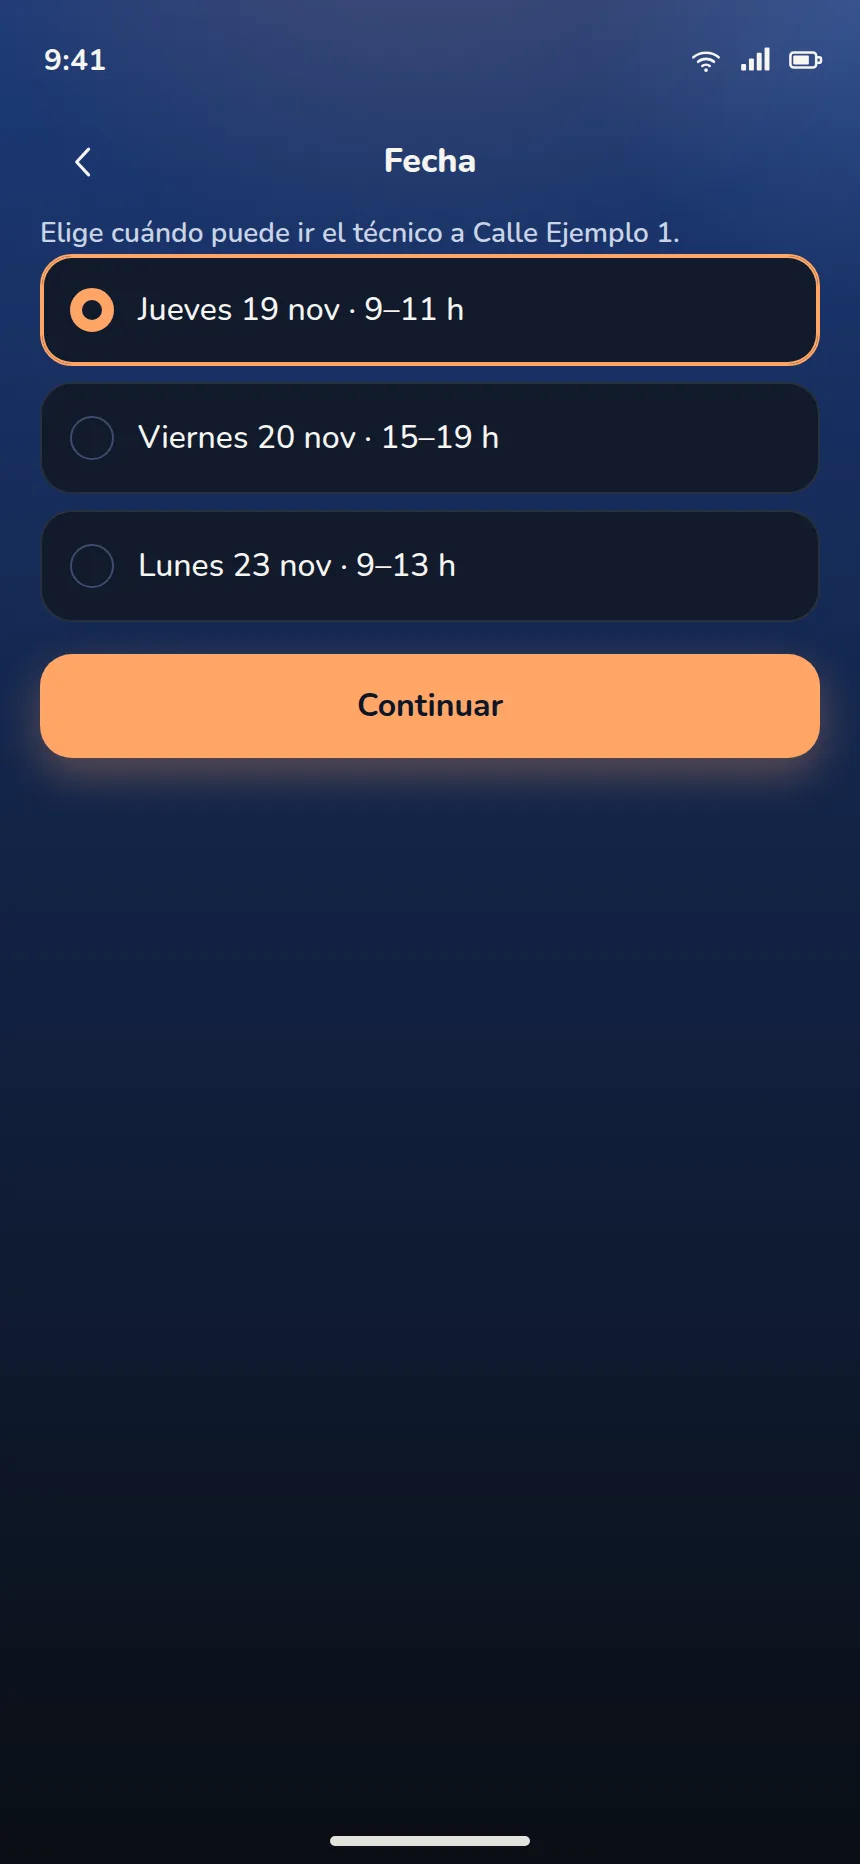 9:41
Fecha
Elige cuándo puede ir el técnico a Calle Ejemplo 1.
Jueves 19 nov · 9–11 h
Viernes 20 nov · 15–19 h
Lunes 23 nov · 9–13 h
Continuar